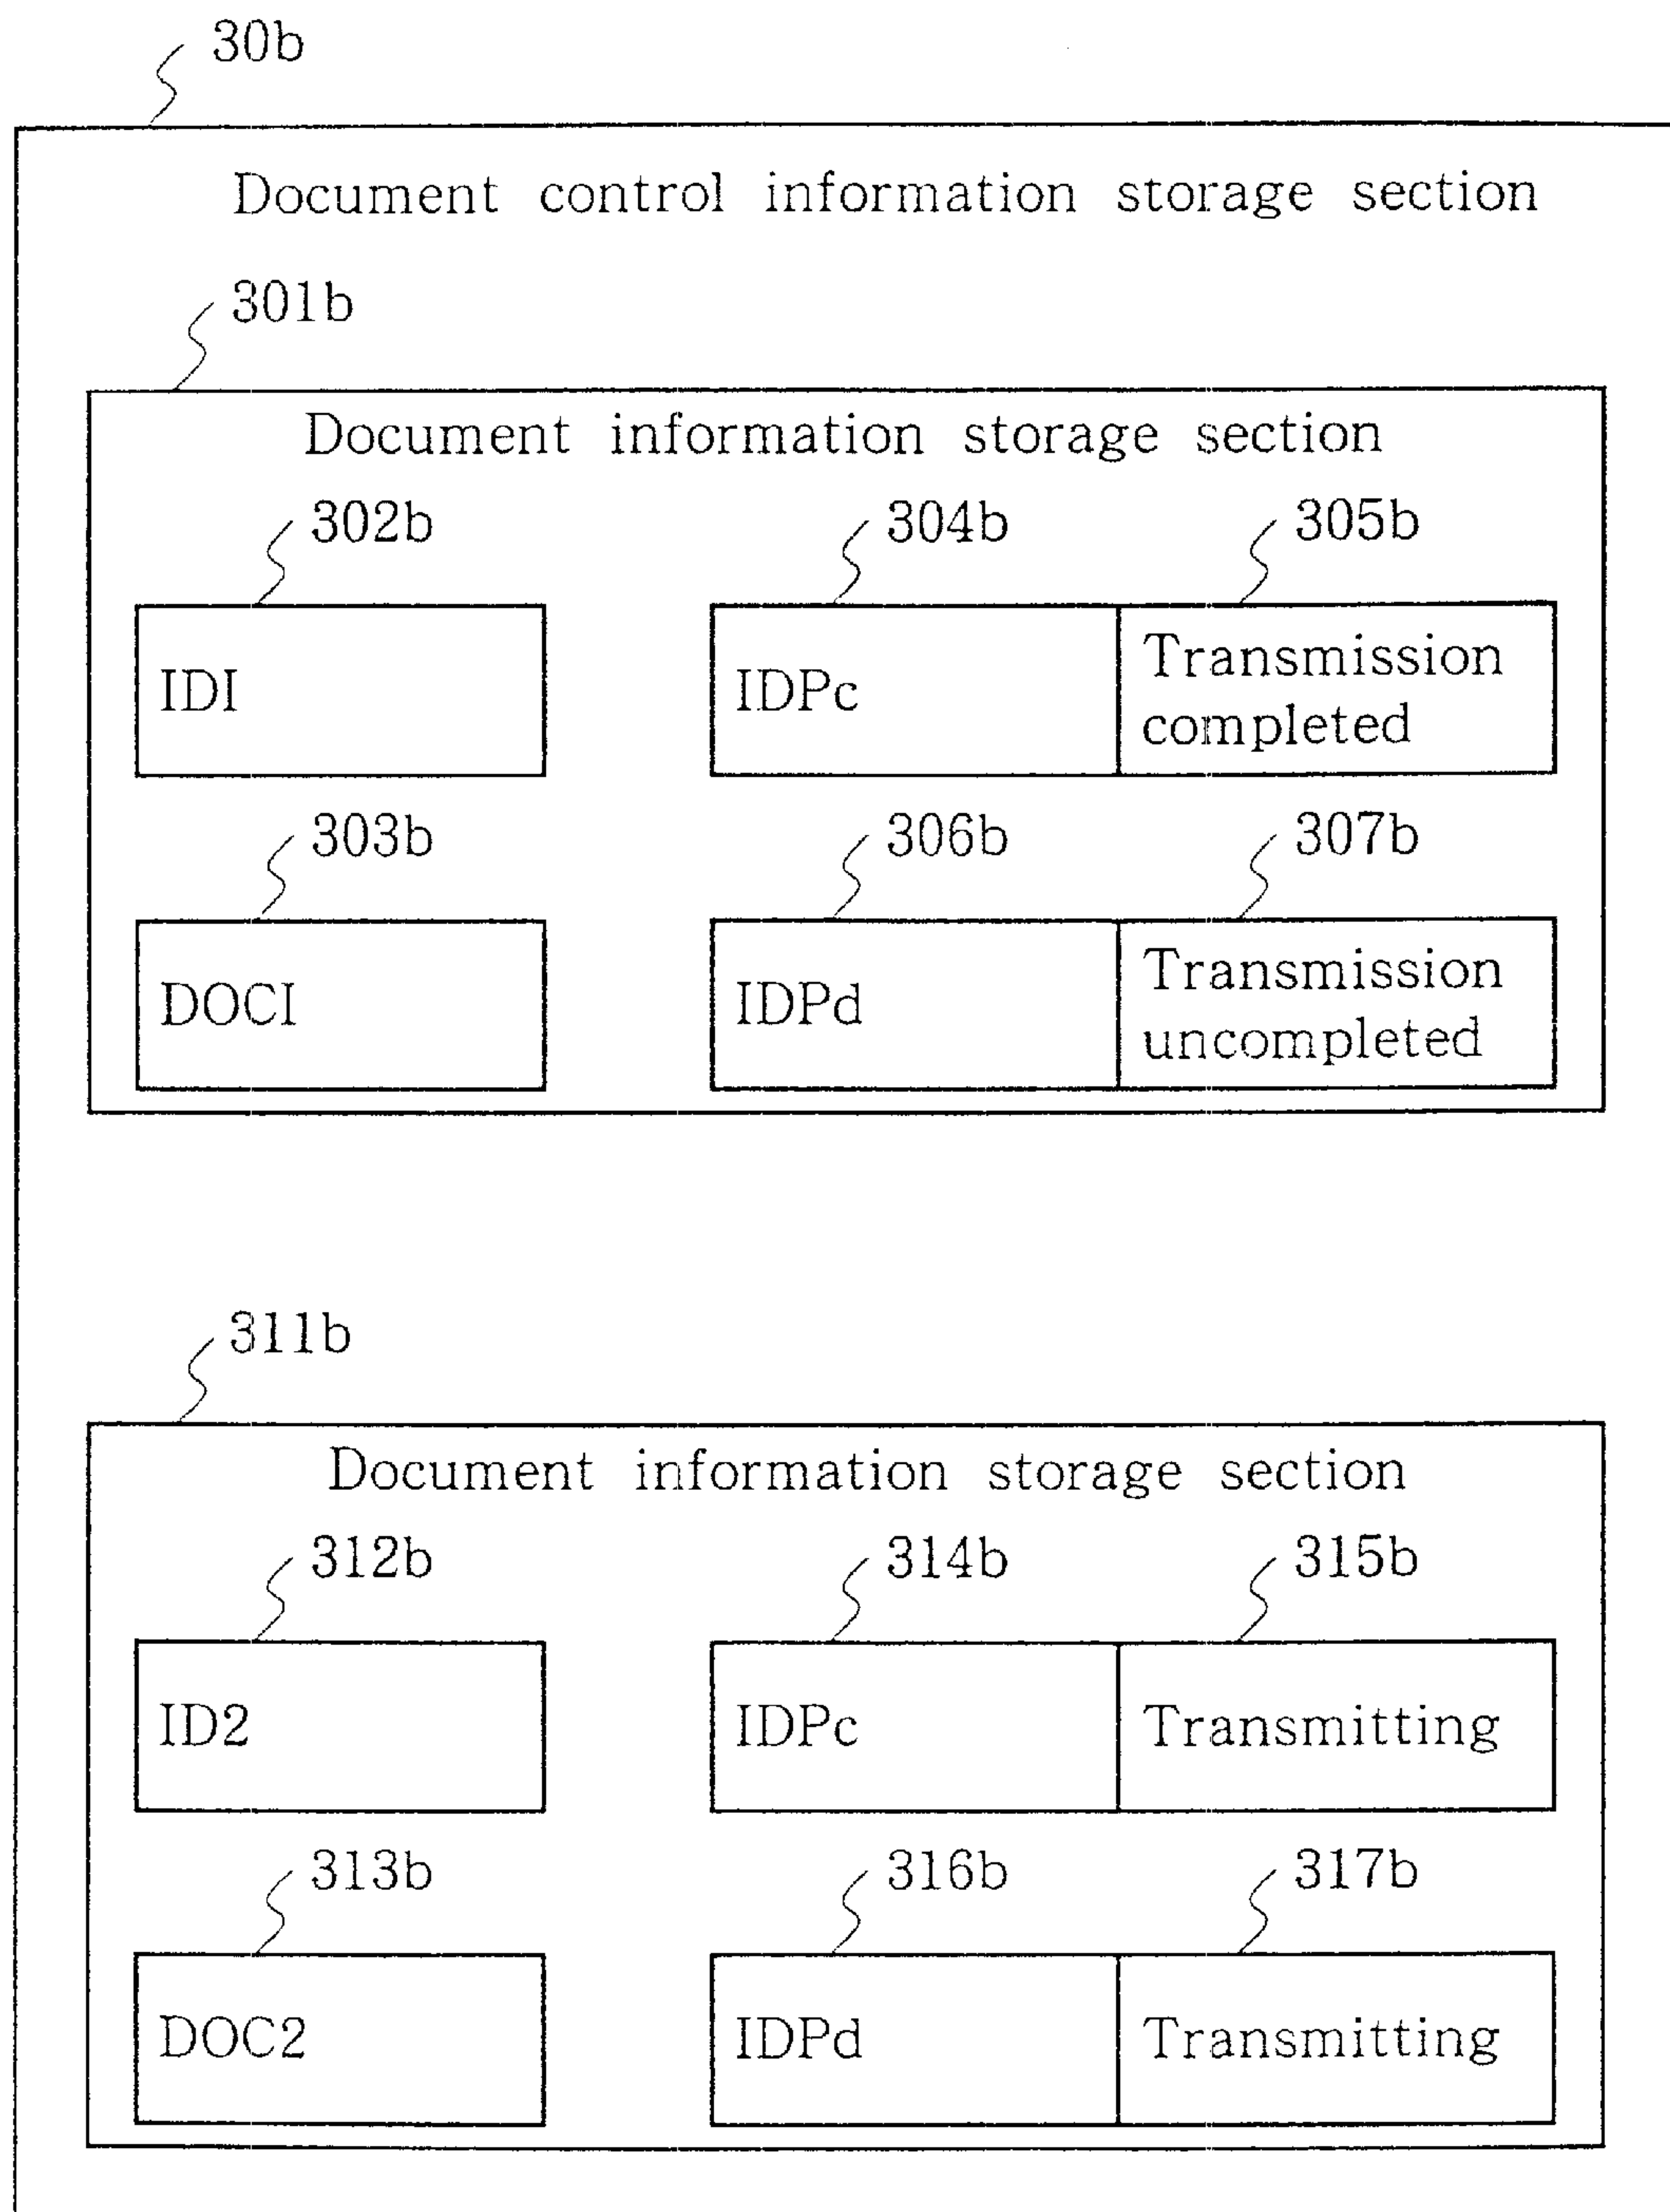 30b
Document control information storage section
301b
Document information storage section
302b 304b 305b
IDI IDPc Transmission
completed
303b 306b 307b
DOCI IDPd Transmission
uncompleted
311b
Document information storage section
312b 314b 315b
ID2 IDPc Transmitting
313b 316b 317b
DOC2 IDPd Transmitting